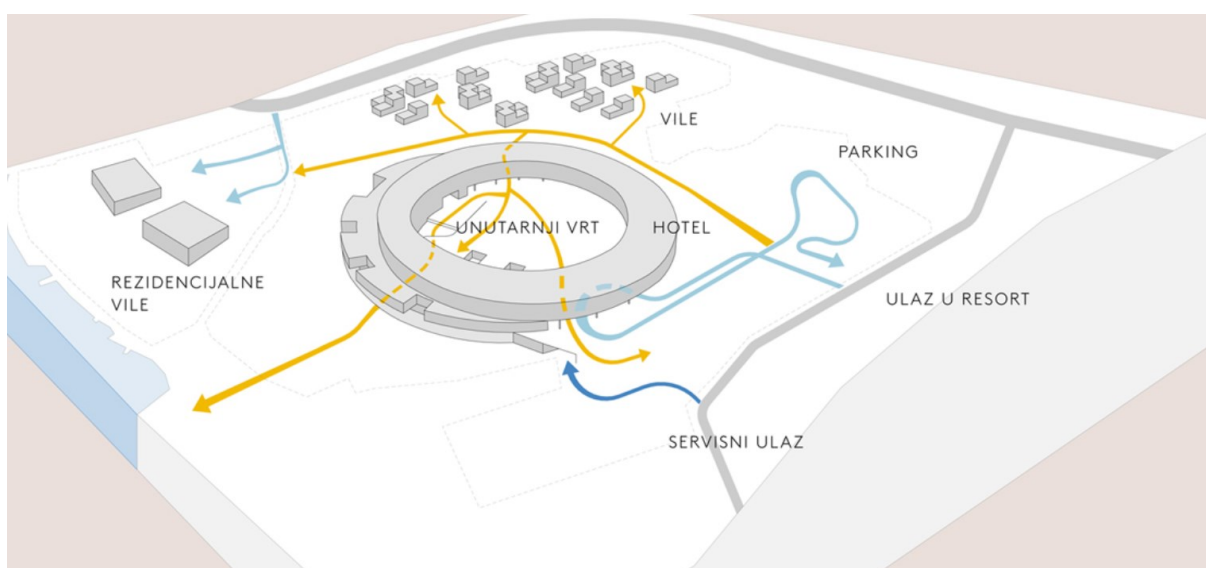 VILE
PARKING
UNUTARNJI VRT
HOTEL
REZIDENCIJALNE
VILE
ULAZ U RESORT
SERVISNI ULAZ